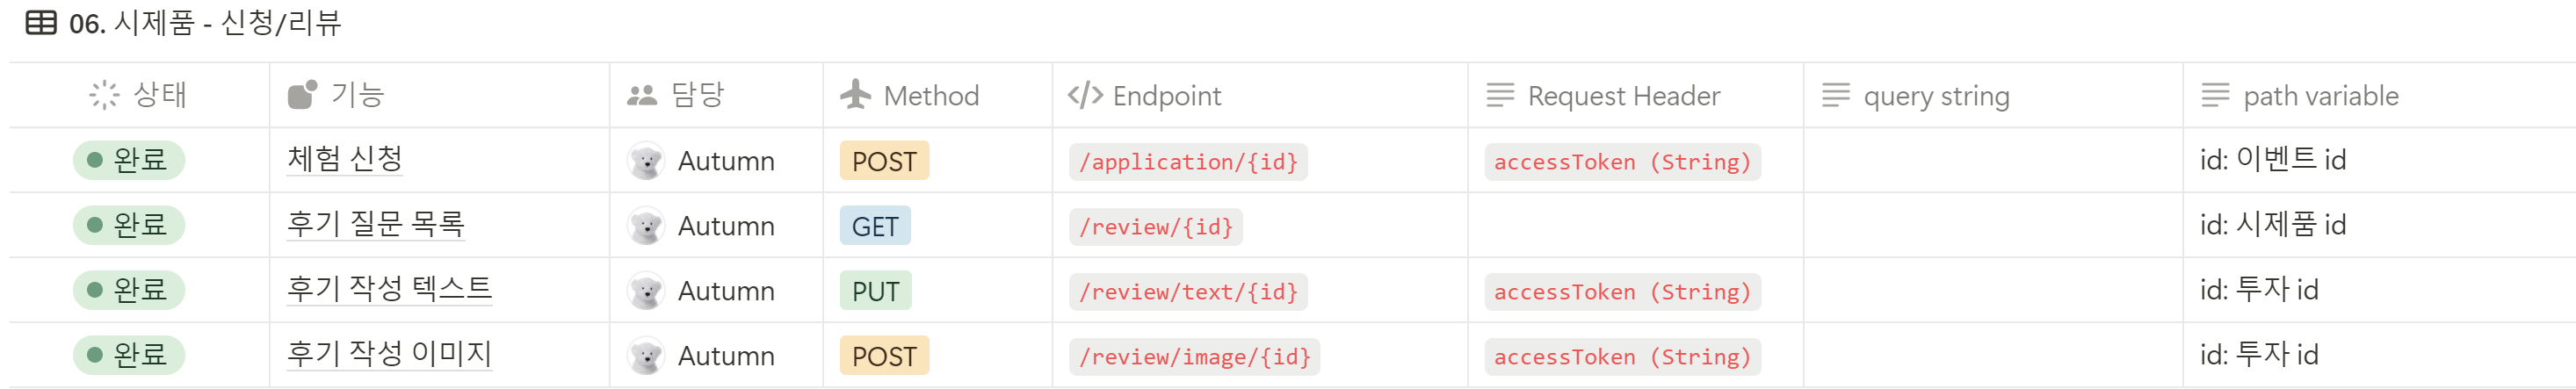 06. 시제품 - 신청/리뷰
상태 기능 담당 Method Endpoint Request Header query string path variable
완료 체험 신청 Autumn POST /application/{id} accessToken (String) id: 이벤트 id
완료 후기 질문 목록 Autumn GET /review/{id} id: 시제품 id
완료 후기 작성 텍스트 Autumn PUT /review/text/{id} accessToken (String) id: 투자 id
완료 후기 작성 이미지 Autumn POST /review/image/{id} accessToken (String) id: 투자 id